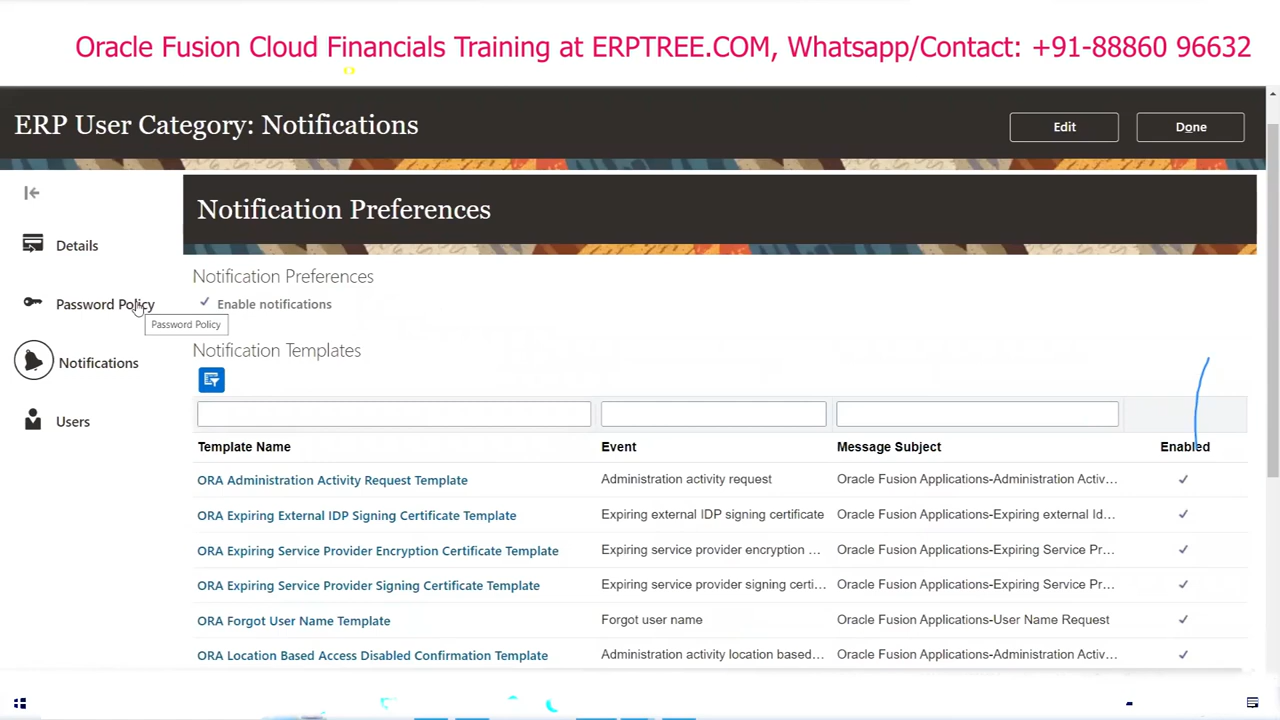 Oracle Fusion Cloud Financials Training at ERPTREE.COM, Whatsapp/Contact: +91-88860 96632
ERP User Category: Notifications
Edit
Done
Notification Preferences
Details
Notification Preferences
Password Policy
Enable notifications
Password Policy
Notification Templates
Notifications
Users
Template Name Event Message Subject Enabled
ORA Administration Activity Request Template Administration activity request Oracle Fusion Applications-Administration Activ...
ORA Expiring External IDP Signing Certificate Template Expiring external IDP signing certificate Oracle Fusion Applications-Expiring external Id...
ORA Expiring Service Provider Encryption Certificate Template Expiring service provider encryption ... Oracle Fusion Applications-Expiring Service Pr...
ORA Expiring Service Provider Signing Certificate Template Expiring service provider signing certi... Oracle Fusion Applications-Expiring Service Pr...
ORA Forgot User Name Template Forgot user name Oracle Fusion Applications-User Name Request
ORA Location Based Access Disabled Confirmation Template Administration activity location based... Oracle Fusion Applications-Administration Activ...